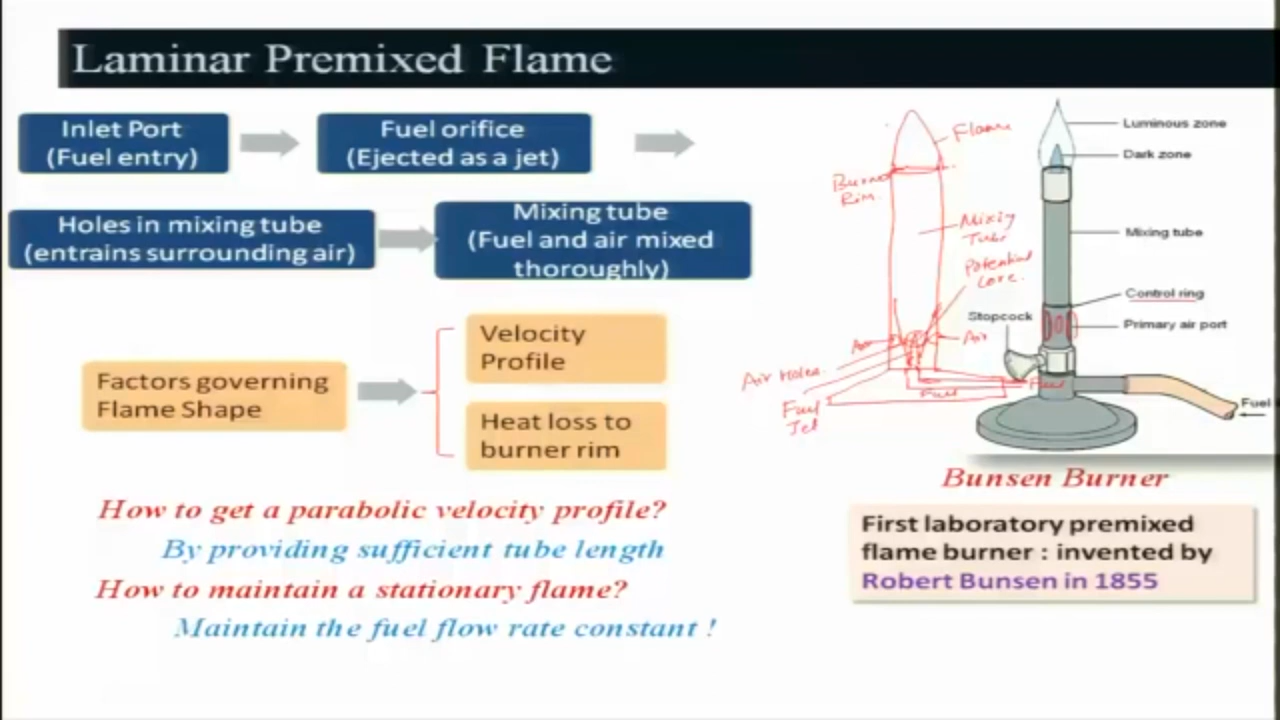 Laminar Premixed Flame
Inlet Port
(Fuel entry)
Fuel orifice
(Ejected as a jet)
Holes in mixing tube
(entrains surrounding air)
Mixing tube
(Fuel and air mixed
thoroughly)
Factors governing
Flame Shape
Velocity
Profile
Heat loss to
burner rim
How to get a parabolic velocity profile?
By providing sufficient tube length
How to maintain a stationary flame?
Maintain the fuel flow rate constant !
Flame
Burner
Rim.
Mixing
Tube
Potential
Core.
Air
Air
Air Holes.
Fuel
Jet
Fuel
Fuel
Luminous zone
Dark zone
Mixing tube
Control ring
Stopcock
Primary air port
Fuel
Bunsen Burner
First laboratory premixed
flame burner : invented by
Robert Bunsen in 1855